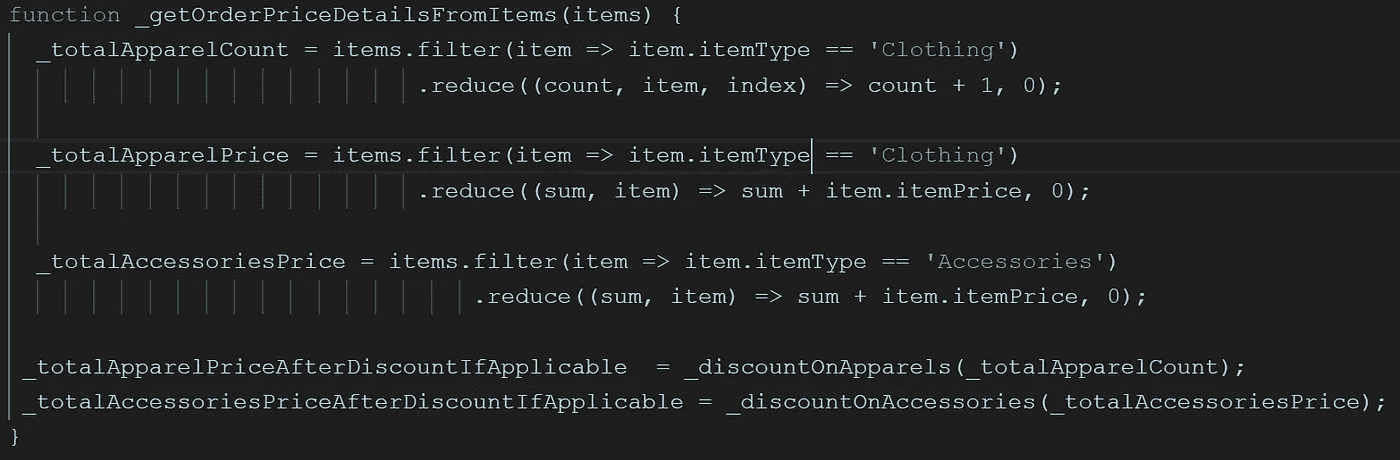 function _getOrderPriceDetailsFromItems(items) {
_totalApparelCount = items.filter(item => item.itemType == 'Clothing')
.reduce((count, item, index) => count + 1, 0);
_totalApparelPrice = items.filter(item => item.itemType == 'Clothing')
.reduce((sum, item) => sum + item.itemPrice, 0);
_totalAccessoriesPrice = items.filter(item => item.itemType == 'Accessories')
.reduce((sum, item) => sum + item.itemPrice, 0);
_totalApparelPriceAfterDiscountIfApplicable  = _discountOnApparels(_totalApparelCount);
_totalAccessoriesPriceAfterDiscountIfApplicable = _discountOnAccessories(_totalAccessoriesPrice);
}